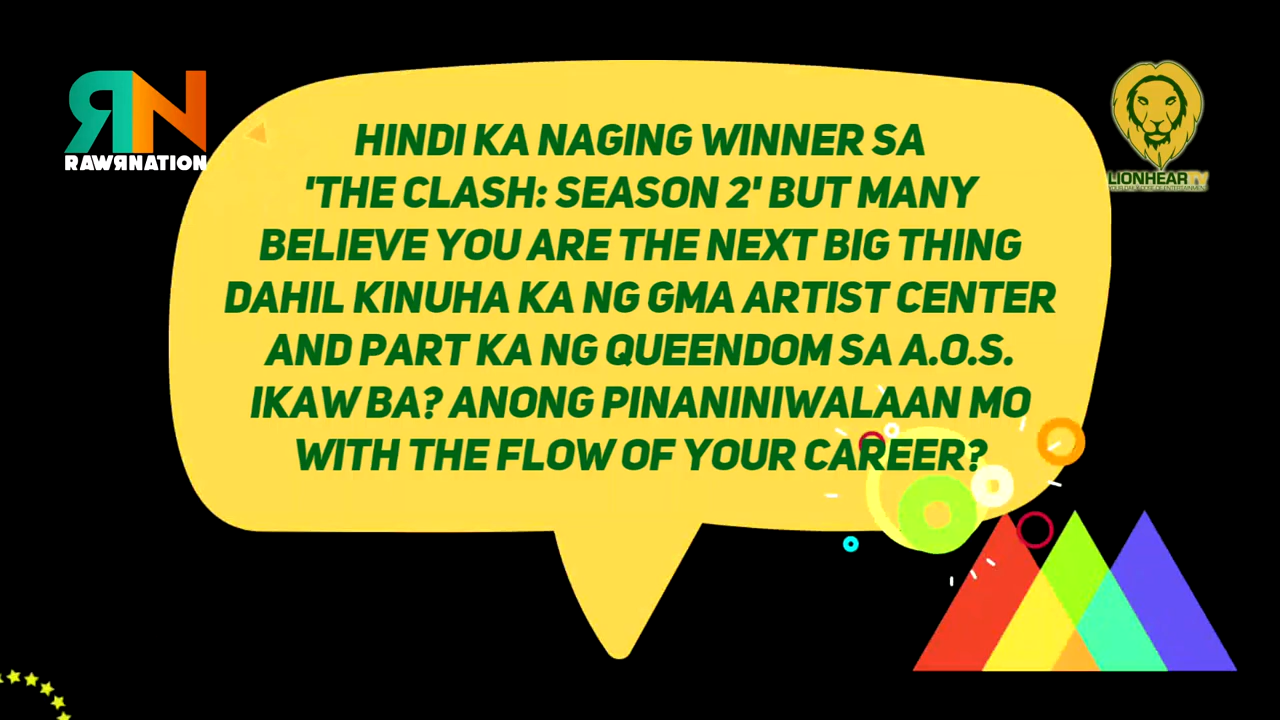 RN
RAWRNATION
LIONHEARTV
HINDI KA NAGING WINNER SA
'THE CLASH: SEASON 2' BUT MANY
BELIEVE YOU ARE THE NEXT BIG THING
DAHIL KINUHA KA NG GMA ARTIST CENTER
AND PART KA NG QUEENDOM SA A.O.S.
IKAW BA? ANONG PINANINIWALAAN MO
WITH THE FLOW OF YOUR CAREER?